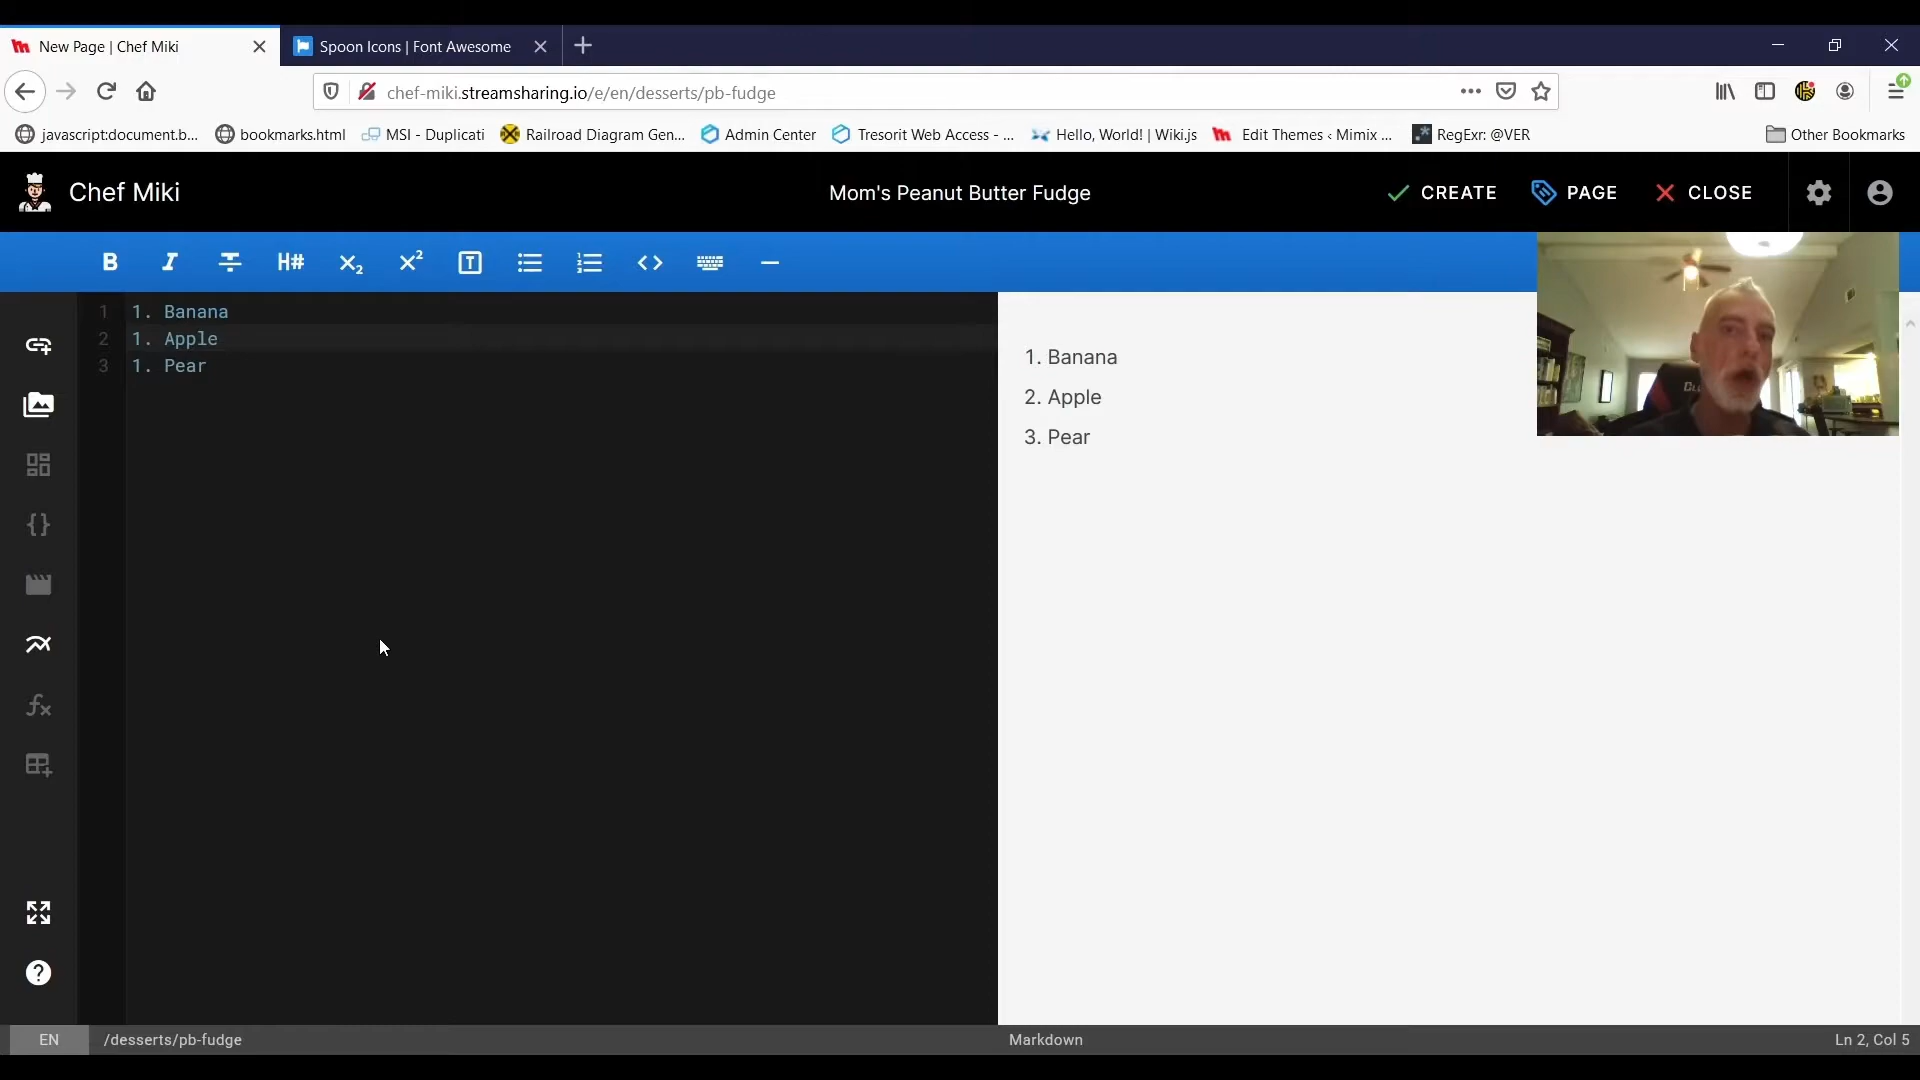 New Page | Chef Miki
Spoon Icons | Font Awesome
chef-miki.streamsharing.io/e/en/desserts/pb-fudge
javascript:document.b...
bookmarks.html
MSI - Duplicati
Railroad Diagram Gen...
Admin Center
Tresorit Web Access - ...
Hello, World! | Wiki.js
Edit Themes ‹ Mimix ...
RegExr: @VER
Other Bookmarks
Chef Miki
Mom's Peanut Butter Fudge
CREATE
PAGE
CLOSE
B I H# X₂ X² T
1 1. Banana
2 1. Apple
3 1. Pear
1. Banana
2. Apple
3. Pear
EN
/desserts/pb-fudge
Markdown
Ln 2, Col 5